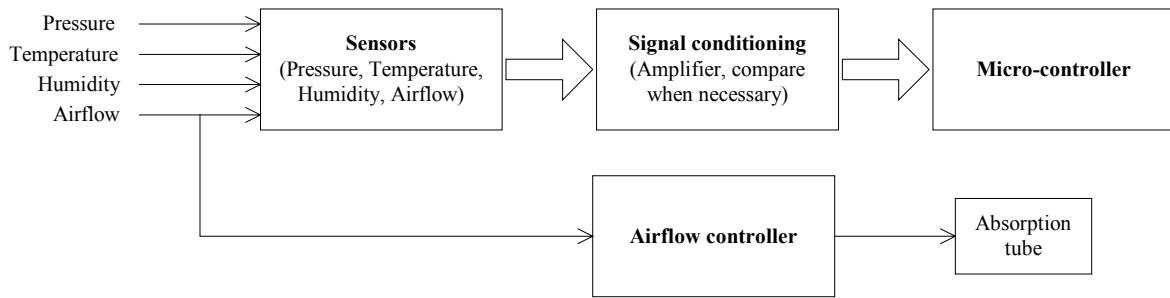 Pressure
Temperature
Humidity
Airflow
Sensors
(Pressure, Temperature,
Humidity, Airflow)
Signal conditioning
(Amplifier, compare
when necessary)
Micro-controller
Airflow controller
Absorption
tube